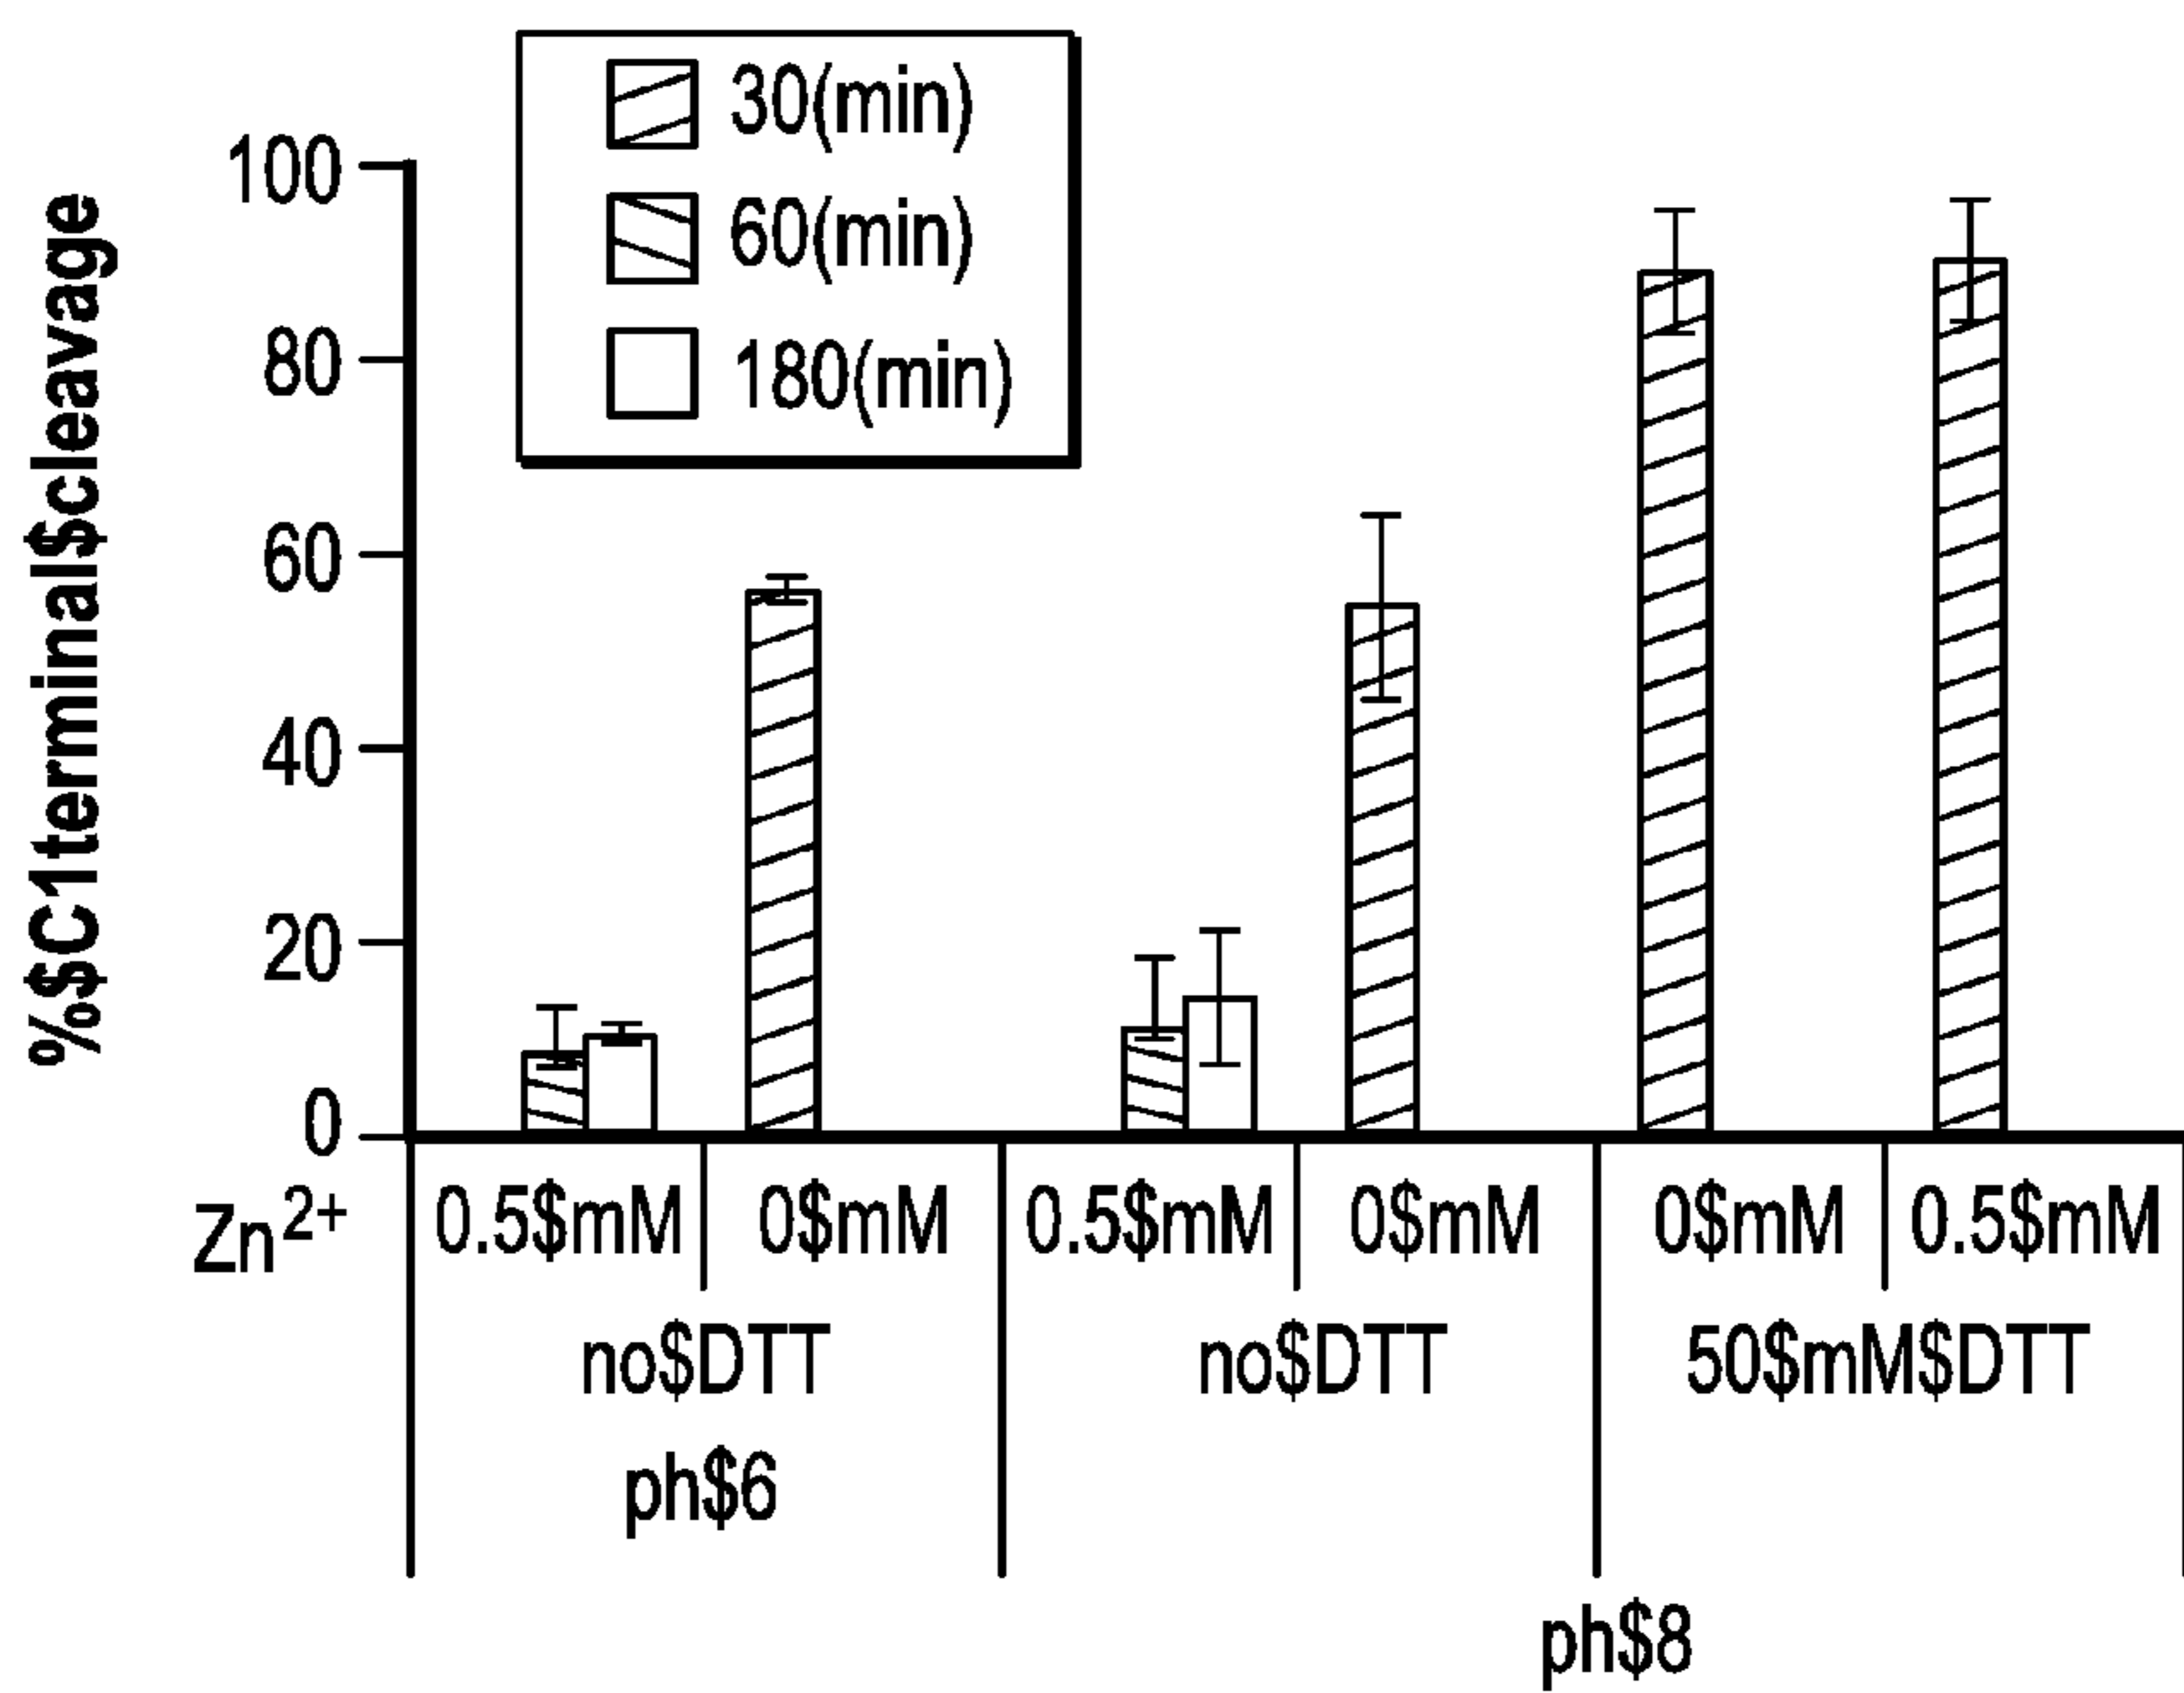 30(min)
60(min)
180(min)
%$C1terminal$cleavage
100
80
60
40
20
0
Zn2+ 0.5$mM 0$mM 0.5$mM 0$mM 0$mM 0.5$mM
no$DTT no$DTT 50$mM$DTT
ph$6
ph$8